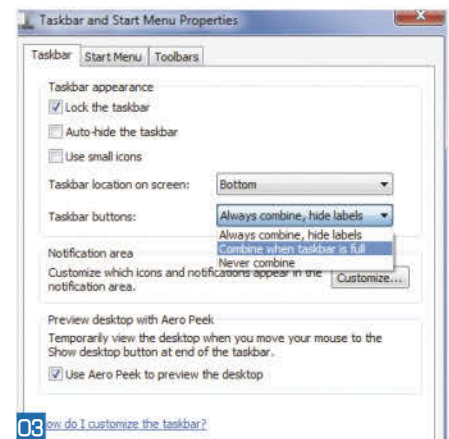 Taskbar and Start Menu Properties
Taskbar Start Menu Toolbars
Taskbar appearance
Lock the taskbar
Auto-hide the taskbar
Use small icons
Taskbar location on screen: Bottom
Taskbar buttons: Always combine, hide labels
Always combine, hide labels
Combine when taskbar is full
Never combine
Notification area
Customize which icons and notifications appear in the
notification area.
Customize...
Preview desktop with Aero Peek
Temporarily view the desktop when you move your mouse to the
Show desktop button at end of the taskbar.
Use Aero Peek to preview the desktop
03 ow do I customize the taskbar?